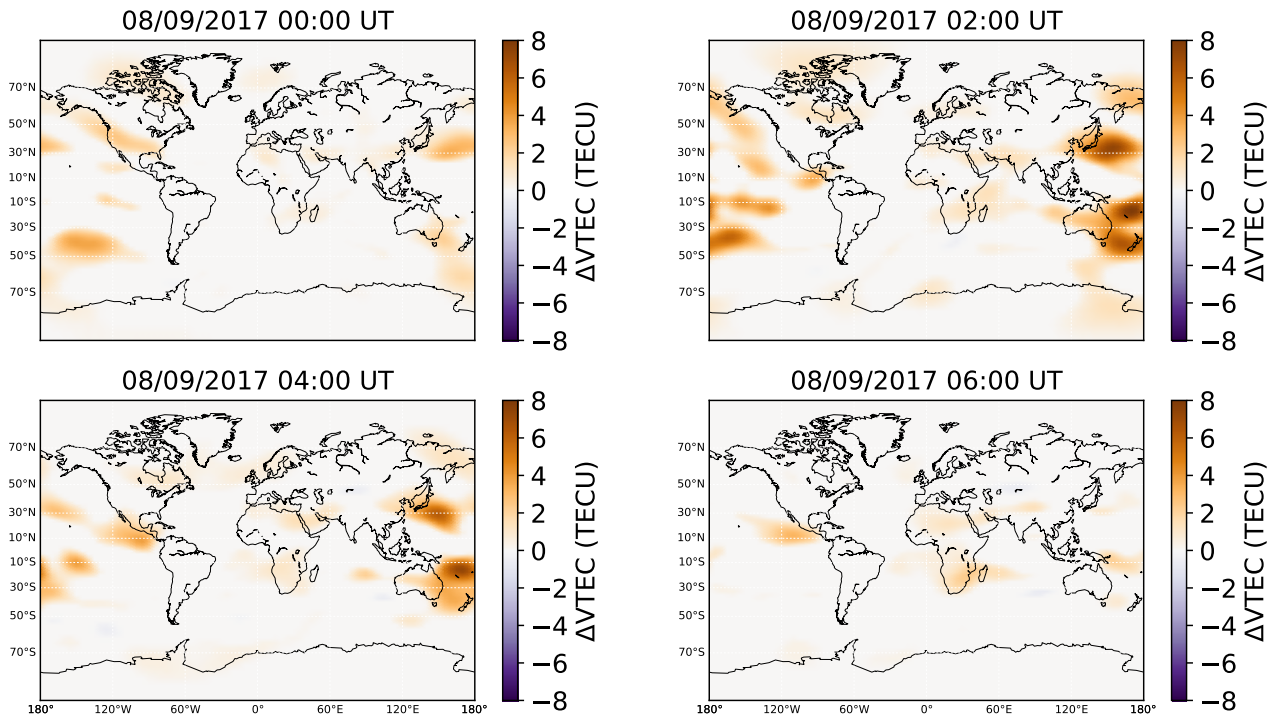 08/09/2017 00:00 UT
70°N
50°N
30°N
10°N
10°S
30°S
50°S
70°S
8
6
4
2
0
−2
−4
−6
−8
ΔVTEC (TECU)
08/09/2017 02:00 UT
70°N
50°N
30°N
10°N
10°S
30°S
50°S
70°S
8
6
4
2
0
−2
−4
−6
−8
ΔVTEC (TECU)
08/09/2017 04:00 UT
70°N
50°N
30°N
10°N
10°S
30°S
50°S
70°S
180° 120°W 60°W 0° 60°E 120°E 180°
8
6
4
2
0
−2
−4
−6
−8
ΔVTEC (TECU)
08/09/2017 06:00 UT
70°N
50°N
30°N
10°N
10°S
30°S
50°S
70°S
180° 120°W 60°W 0° 60°E 120°E 180°
8
6
4
2
0
−2
−4
−6
−8
ΔVTEC (TECU)